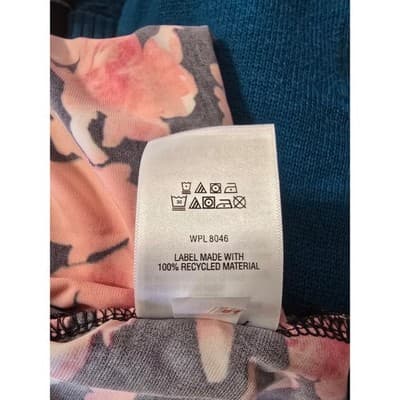 WPL 8046
LABEL MADE WITH
100% RECYCLED MATERIAL